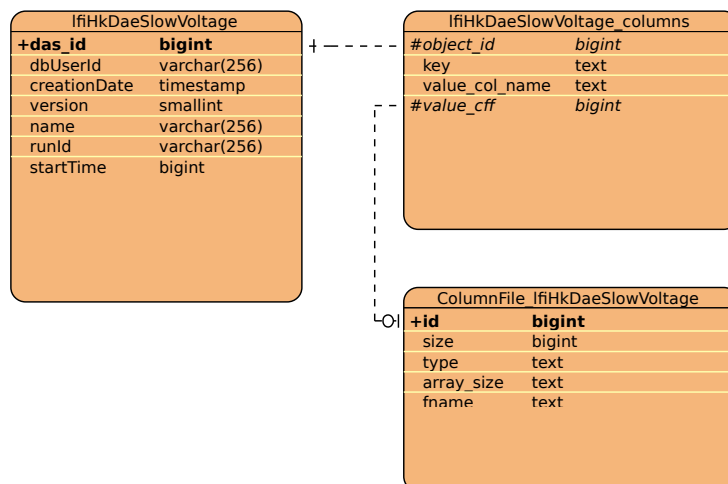 lfiHkDaeSlowVoltage
+das_id bigint
dbUserId varchar(256)
creationDate timestamp
version smallint
name varchar(256)
runId varchar(256)
startTime bigint
lfiHkDaeSlowVoltage_columns
#object_id bigint
key text
value_col_name text
#value_cff bigint
ColumnFile_lfiHkDaeSlowVoltage
+id bigint
size bigint
type text
array_size text
fname text